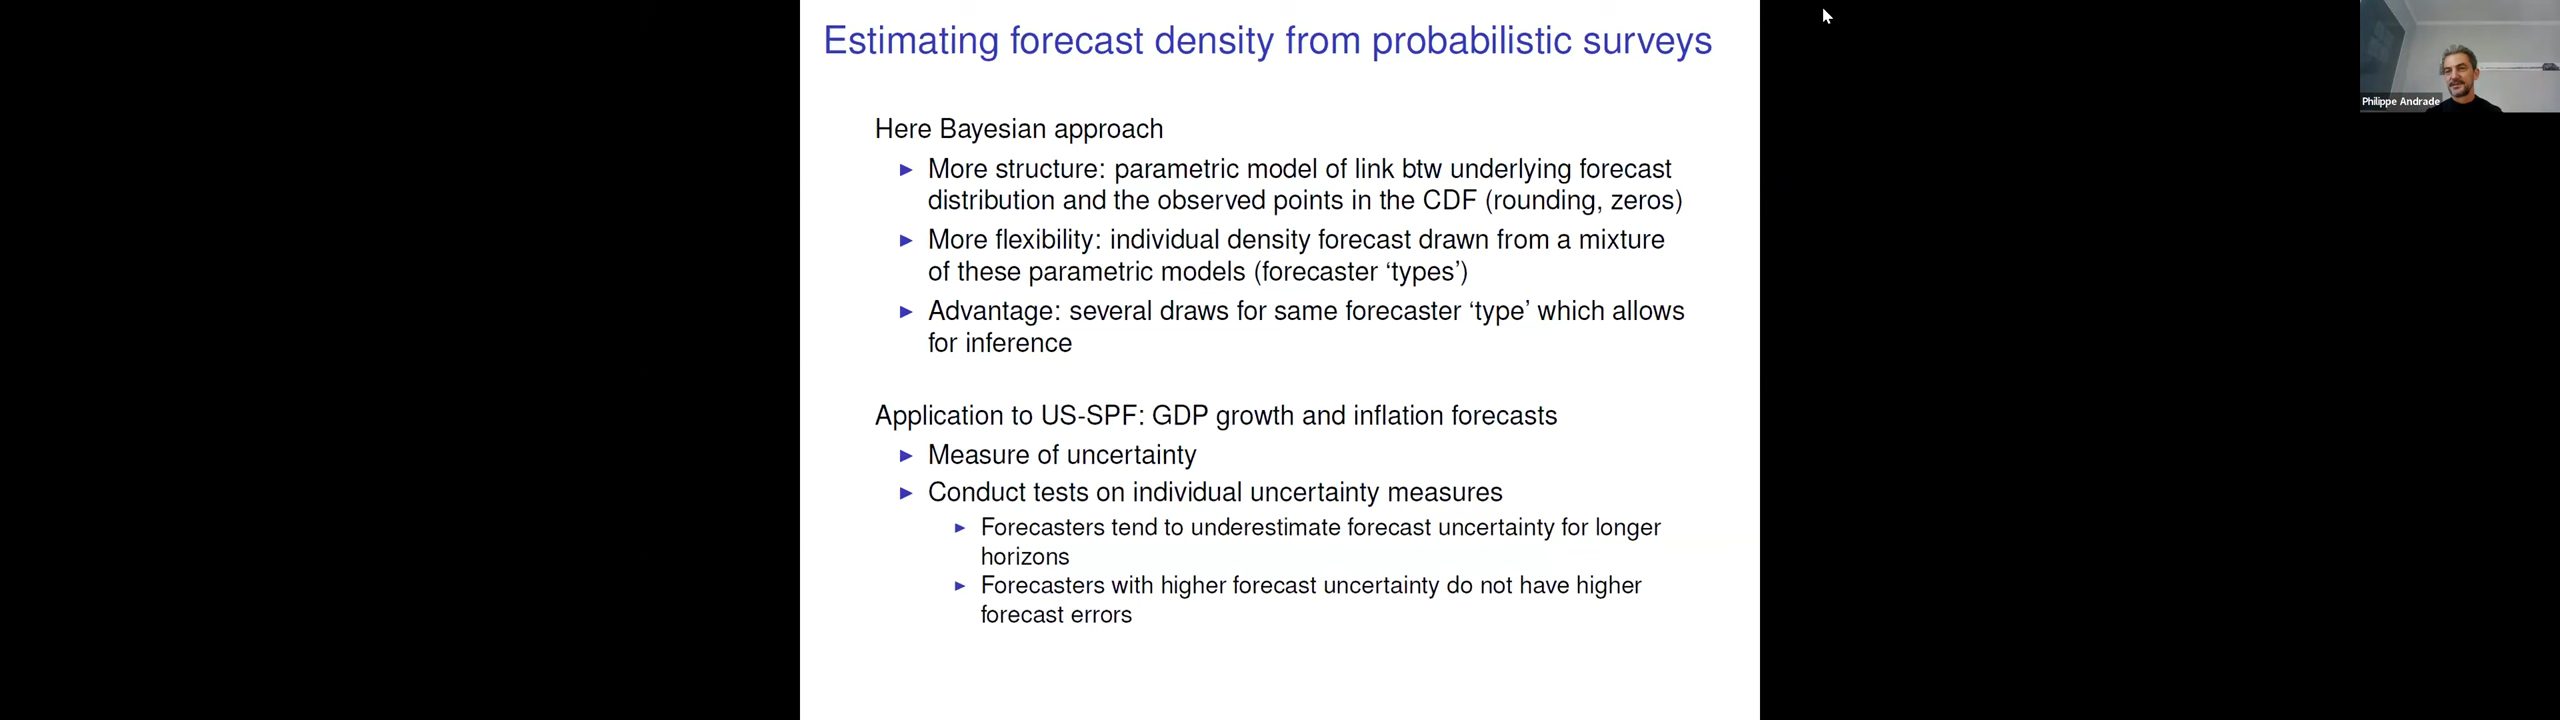 Estimating forecast density from probabilistic surveys
Here Bayesian approach
► More structure: parametric model of link btw underlying forecast
distribution and the observed points in the CDF (rounding, zeros)
► More flexibility: individual density forecast drawn from a mixture
of these parametric models (forecaster ‘types’)
► Advantage: several draws for same forecaster ‘type’ which allows
for inference
Application to US-SPF: GDP growth and inflation forecasts
► Measure of uncertainty
► Conduct tests on individual uncertainty measures
► Forecasters tend to underestimate forecast uncertainty for longer
horizons
► Forecasters with higher forecast uncertainty do not have higher
forecast errors
Philippe Andrade